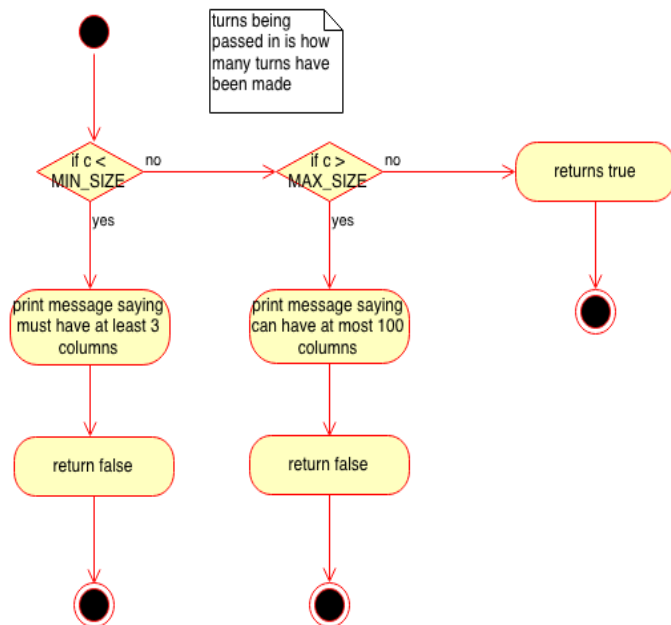 turns being
passed in is how
many turns have
been made
if c <
MIN_SIZE
no
yes
if c >
MAX_SIZE
no
yes
returns true
print message saying
must have at least 3
columns
print message saying
can have at most 100
columns
return false
return false